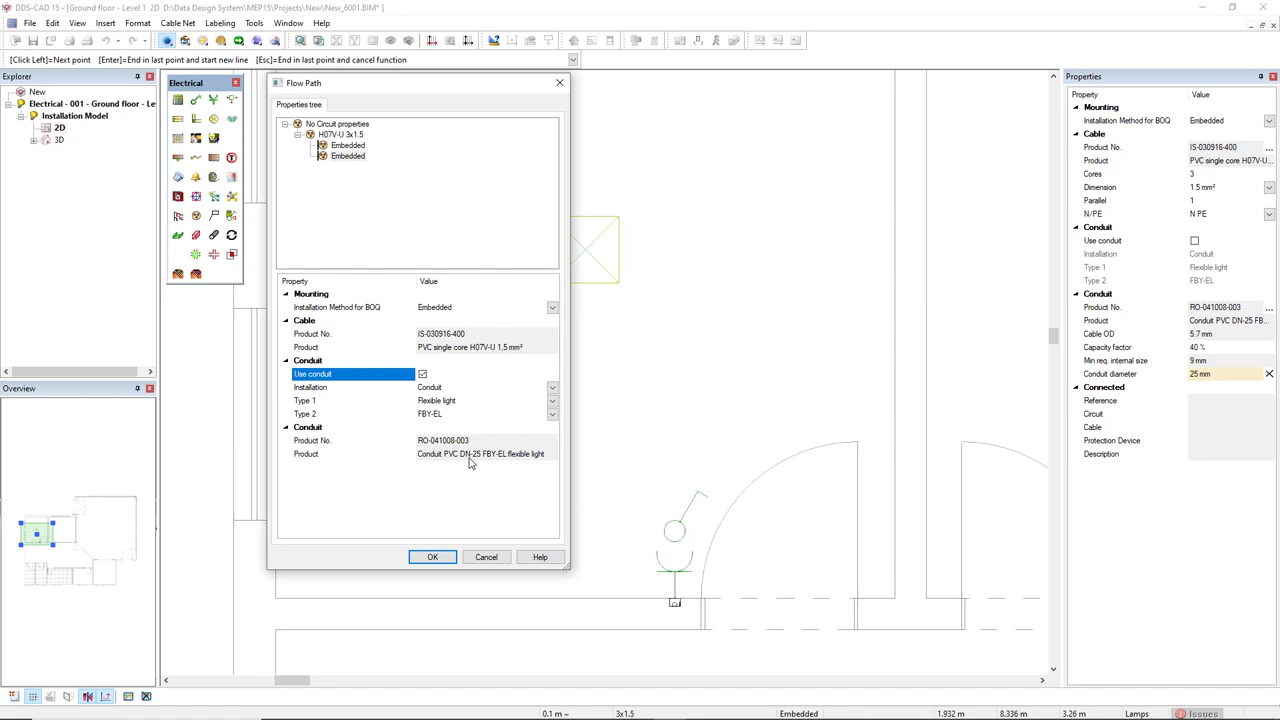 DDS-CAD 15 - [Ground floor - Level 1  2D  D:\Data Design System\MEP15\Projects\New\New_6001.BIM* ]
File Edit View Insert Format Cable Net Labeling Tools Window Help
[Click Left]=Next point  [Enter]=End in last point and start new line  [Esc]=End in last point and cancel function
Explorer
New
Electrical - 001 - Ground floor - Le
Installation Model
2D
3D
Overview
Electrical
Flow Path
Properties tree
No Circuit properties
H07V-U 3x1.5
Embedded
Embedded
Property Value
Mounting
Installation Method for BOQ Embedded
Cable
Product No. IS-030916-400
Product PVC single core H07V-U 1,5mm²
Conduit
Use conduit
Installation Conduit
Type 1 Flexible light
Type 2 FBY-EL
Conduit
Product No. RO-041008-003
Product Conduit PVC DN-25 FBY-EL flexible light
OK Cancel Help
Properties
Property Value
Mounting
Installation Method for BOQ Embedded
Cable
Product No. IS-030916-400 ...
Product PVC single core H07V-U...
Cores 3
Dimension 1.5 mm²
Parallel 1
N/PE N PE
Conduit
Use conduit
Installation Conduit
Type 1 Flexible light
Type 2 FBY-EL
Conduit
Product No. RO-041008-003 ...
Product Conduit PVC DN-25 FB...
Cable OD 5.7 mm
Capacity factor 40 %
Min req. internal size 9 mm
Conduit diameter 25 mm
Connected
Reference
Circuit
Cable
Protection Device
Description
0.1 m ~ 3x1.5 Embedded 1.932 m 8.336 m 3.26 m Lamps Issues